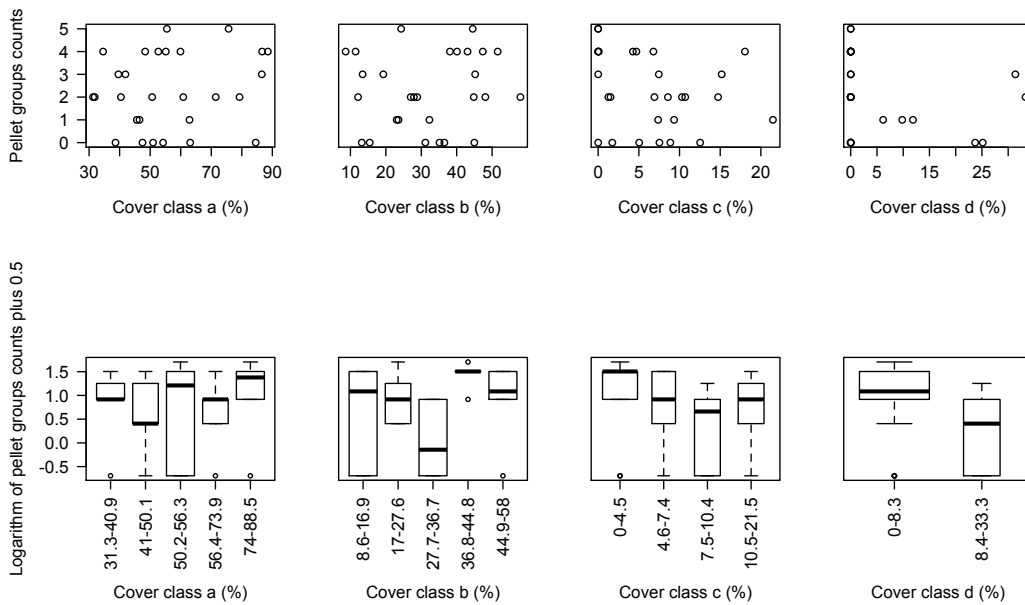 Pellet groups counts
5
4
3
2
1
0
30 50 70 90
10 20 30 40 50
0 5 10 15 20
0 5 15 25
Cover class a (%)
Cover class b (%)
Cover class c (%)
Cover class d (%)
Logarithm of pellet groups counts plus 0.5
1.5
1.0
0.5
0.0
-0.5
31.3-40.9
41-50.1
50.2-56.3
56.4-73.9
74-88.5
8.6-16.9
17-27.6
27.7-36.7
36.8-44.8
44.9-58
0-4.5
4.6-7.4
7.5-10.4
10.5-21.5
0-8.3
8.4-33.3
Cover class a (%)
Cover class b (%)
Cover class c (%)
Cover class d (%)